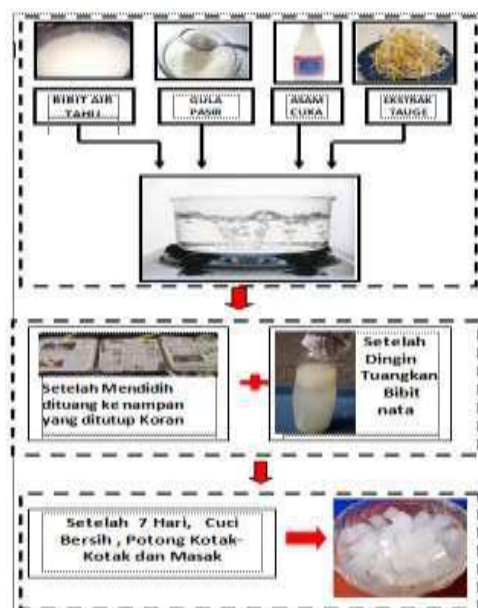 BIBIT AIR
TAHU
GULA
PASIR
ASAM
CUKA
EKSTRAK
TAUGE
Setelah Mendidih
dituang ke nampan
yang ditutup Koran
Setelah
Dingin
Tuangkan
Bibit
nata
Setelah 7 Hari, Cuci
Bersih , Potong Kotak-
Kotak dan Masak